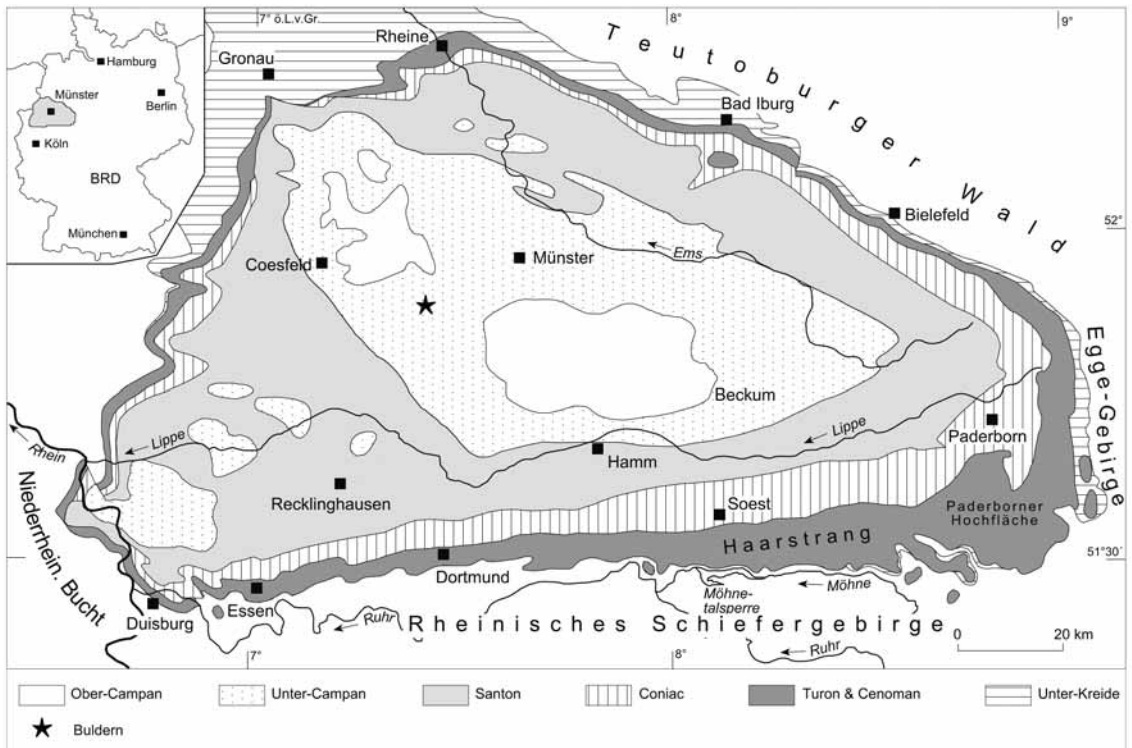 7° ö.L.v.Gr.
8°
9°
Hamburg
Münster
Berlin
Köln
BRD
München
Rheine
Gronau
Teutoburger Wald
Bad Iburg
Bielefeld
52°
Coesfeld
Münster
Ems
Egge-Gebirge
Beckum
Lippe
Lippe
Paderborn
Rhein
Hamm
Recklinghausen
Soest
Paderborner
Hochfläche
Niederrhein. Bucht
Haarstrang
51°30'
Dortmund
Möhne-
talsperre
Möhne
Essen
Duisburg
Ruhr
Rheinisches Schiefergebirge
0
20 km
Ruhr
7°
8°
Ober-Campan
Unter-Campan
Santon
Coniac
Turon & Cenoman
Unter-Kreide
Buldern